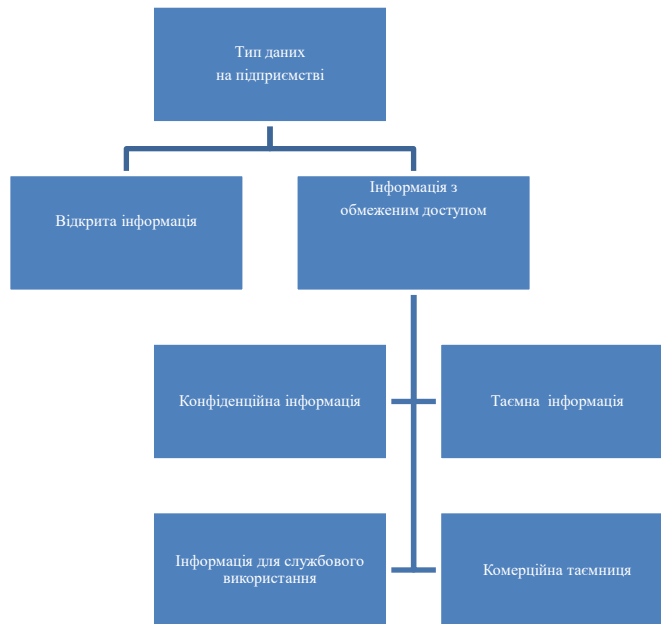 Тип даних
на підприємстві
Відкрита інформація
Інформація з
обмеженим доступом
Конфіденційна інформація
Таємна інформація
Інформація для службового
використання
Комерційна таємниця